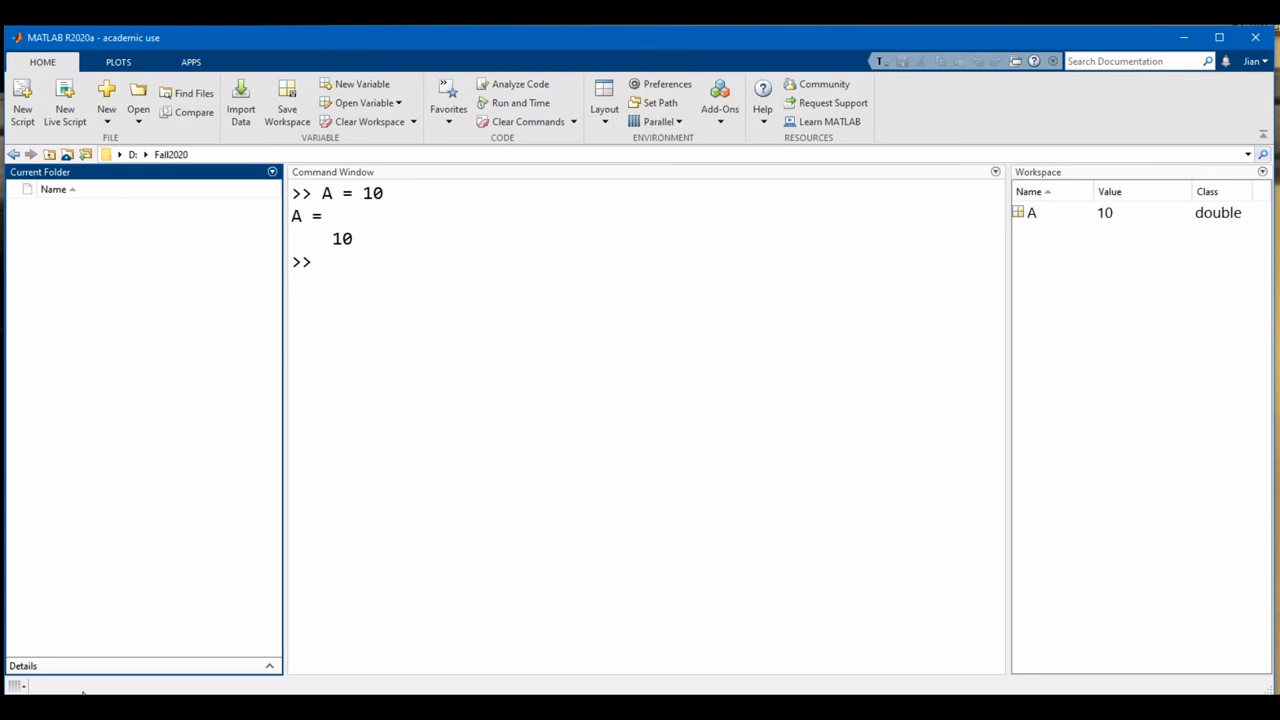 MATLAB R2020a - academic use
HOME PLOTS APPS
Search Documentation
Jian
New Script
New Live Script
New
Open
Find Files
Compare
FILE
Import Data
Save Workspace
New Variable
Open Variable
Clear Workspace
VARIABLE
Favorites
Analyze Code
Run and Time
Clear Commands
CODE
Layout
Preferences
Set Path
Parallel
Add-Ons
ENVIRONMENT
Help
Community
Request Support
Learn MATLAB
RESOURCES
D: Fall2020
Current Folder
Name
Details
Command Window
>> A = 10
A =
10
>>
Workspace
Name Value Class
A 10 double